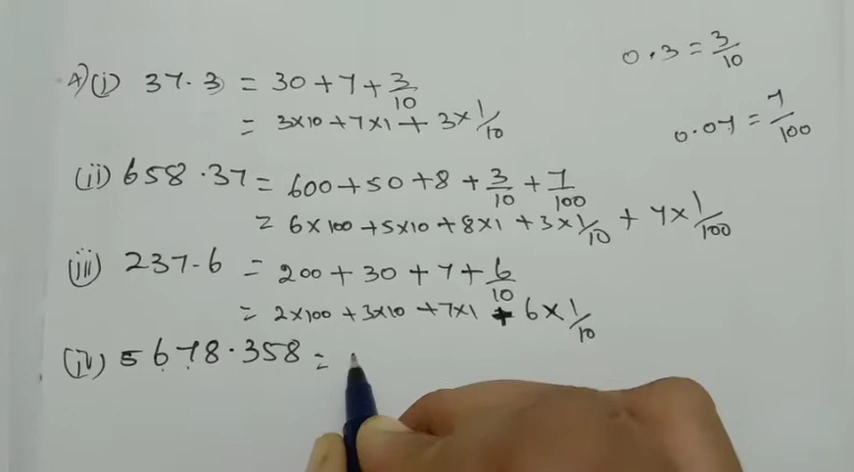 A) (i) 37.3 = 30 + 7 + 3/10
= 3×10 + 7×1 + 3×1/10
(ii) 658.37 = 600 + 50 + 8 + 3/10 + 7/100
= 6×100 + 5×10 + 8×1 + 3×1/10 + 7×1/100
(iii) 237.6 = 200 + 30 + 7 + 6/10
= 2×100 + 3×10 + 7×1 + 6×1/10
(iv) 5678.358 =
0.3 = 3/10
0.07 = 7/100